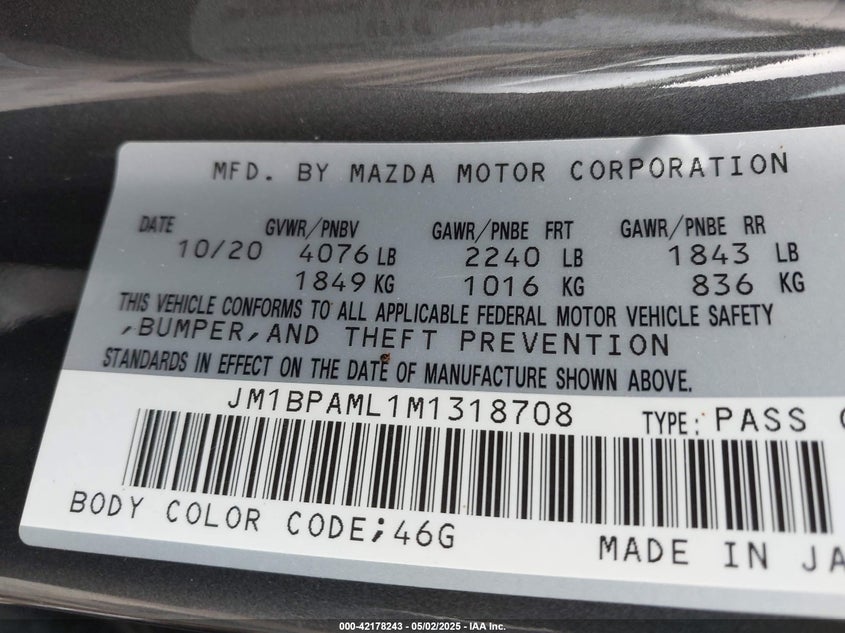 MFD. BY MAZDA MOTOR CORPORATION
DATE GVWR/PNBV GAWR/PNBE FRT GAWR/PNBE RR
10/20 4076 LB 2240 LB 1843 LB
1849 KG 1016 KG 836 KG
THIS VEHICLE CONFORMS TO ALL APPLICABLE FEDERAL MOTOR VEHICLE SAFETY
,BUMPER,AND THEFT PREVENTION
STANDARDS IN EFFECT ON THE DATE OF MANUFACTURE SHOWN ABOVE.
JM1BPAML1M1318708 TYPE: PASS
BODY COLOR CODE;46G
MADE IN JA
000-42178243 - 05/02/2025 - IAA Inc.